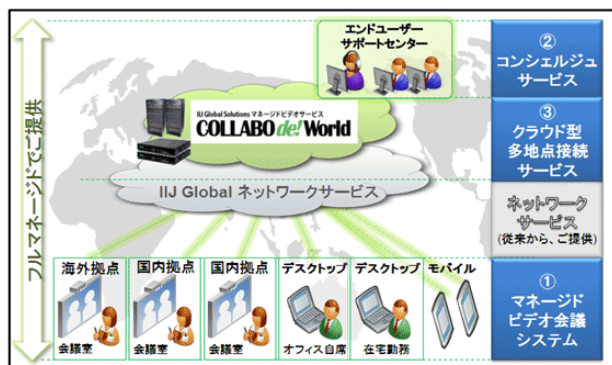 フルマネージドでご提供
エンドユーザー
サポートセンター
IIJ Global Solutions マネージドビデオサービス
COLLABO de! World
IIJ Global ネットワークサービス
海外拠点
会議室
国内拠点
会議室
国内拠点
会議室
デスクトップ
オフィス自席
デスクトップ
在宅勤務
モバイル
②
コンシェルジュ
サービス
③
クラウド型
多地点接続
サービス
ネットワーク
サービス
(従来から、ご提供)
①
マネージド
ビデオ会議
システム